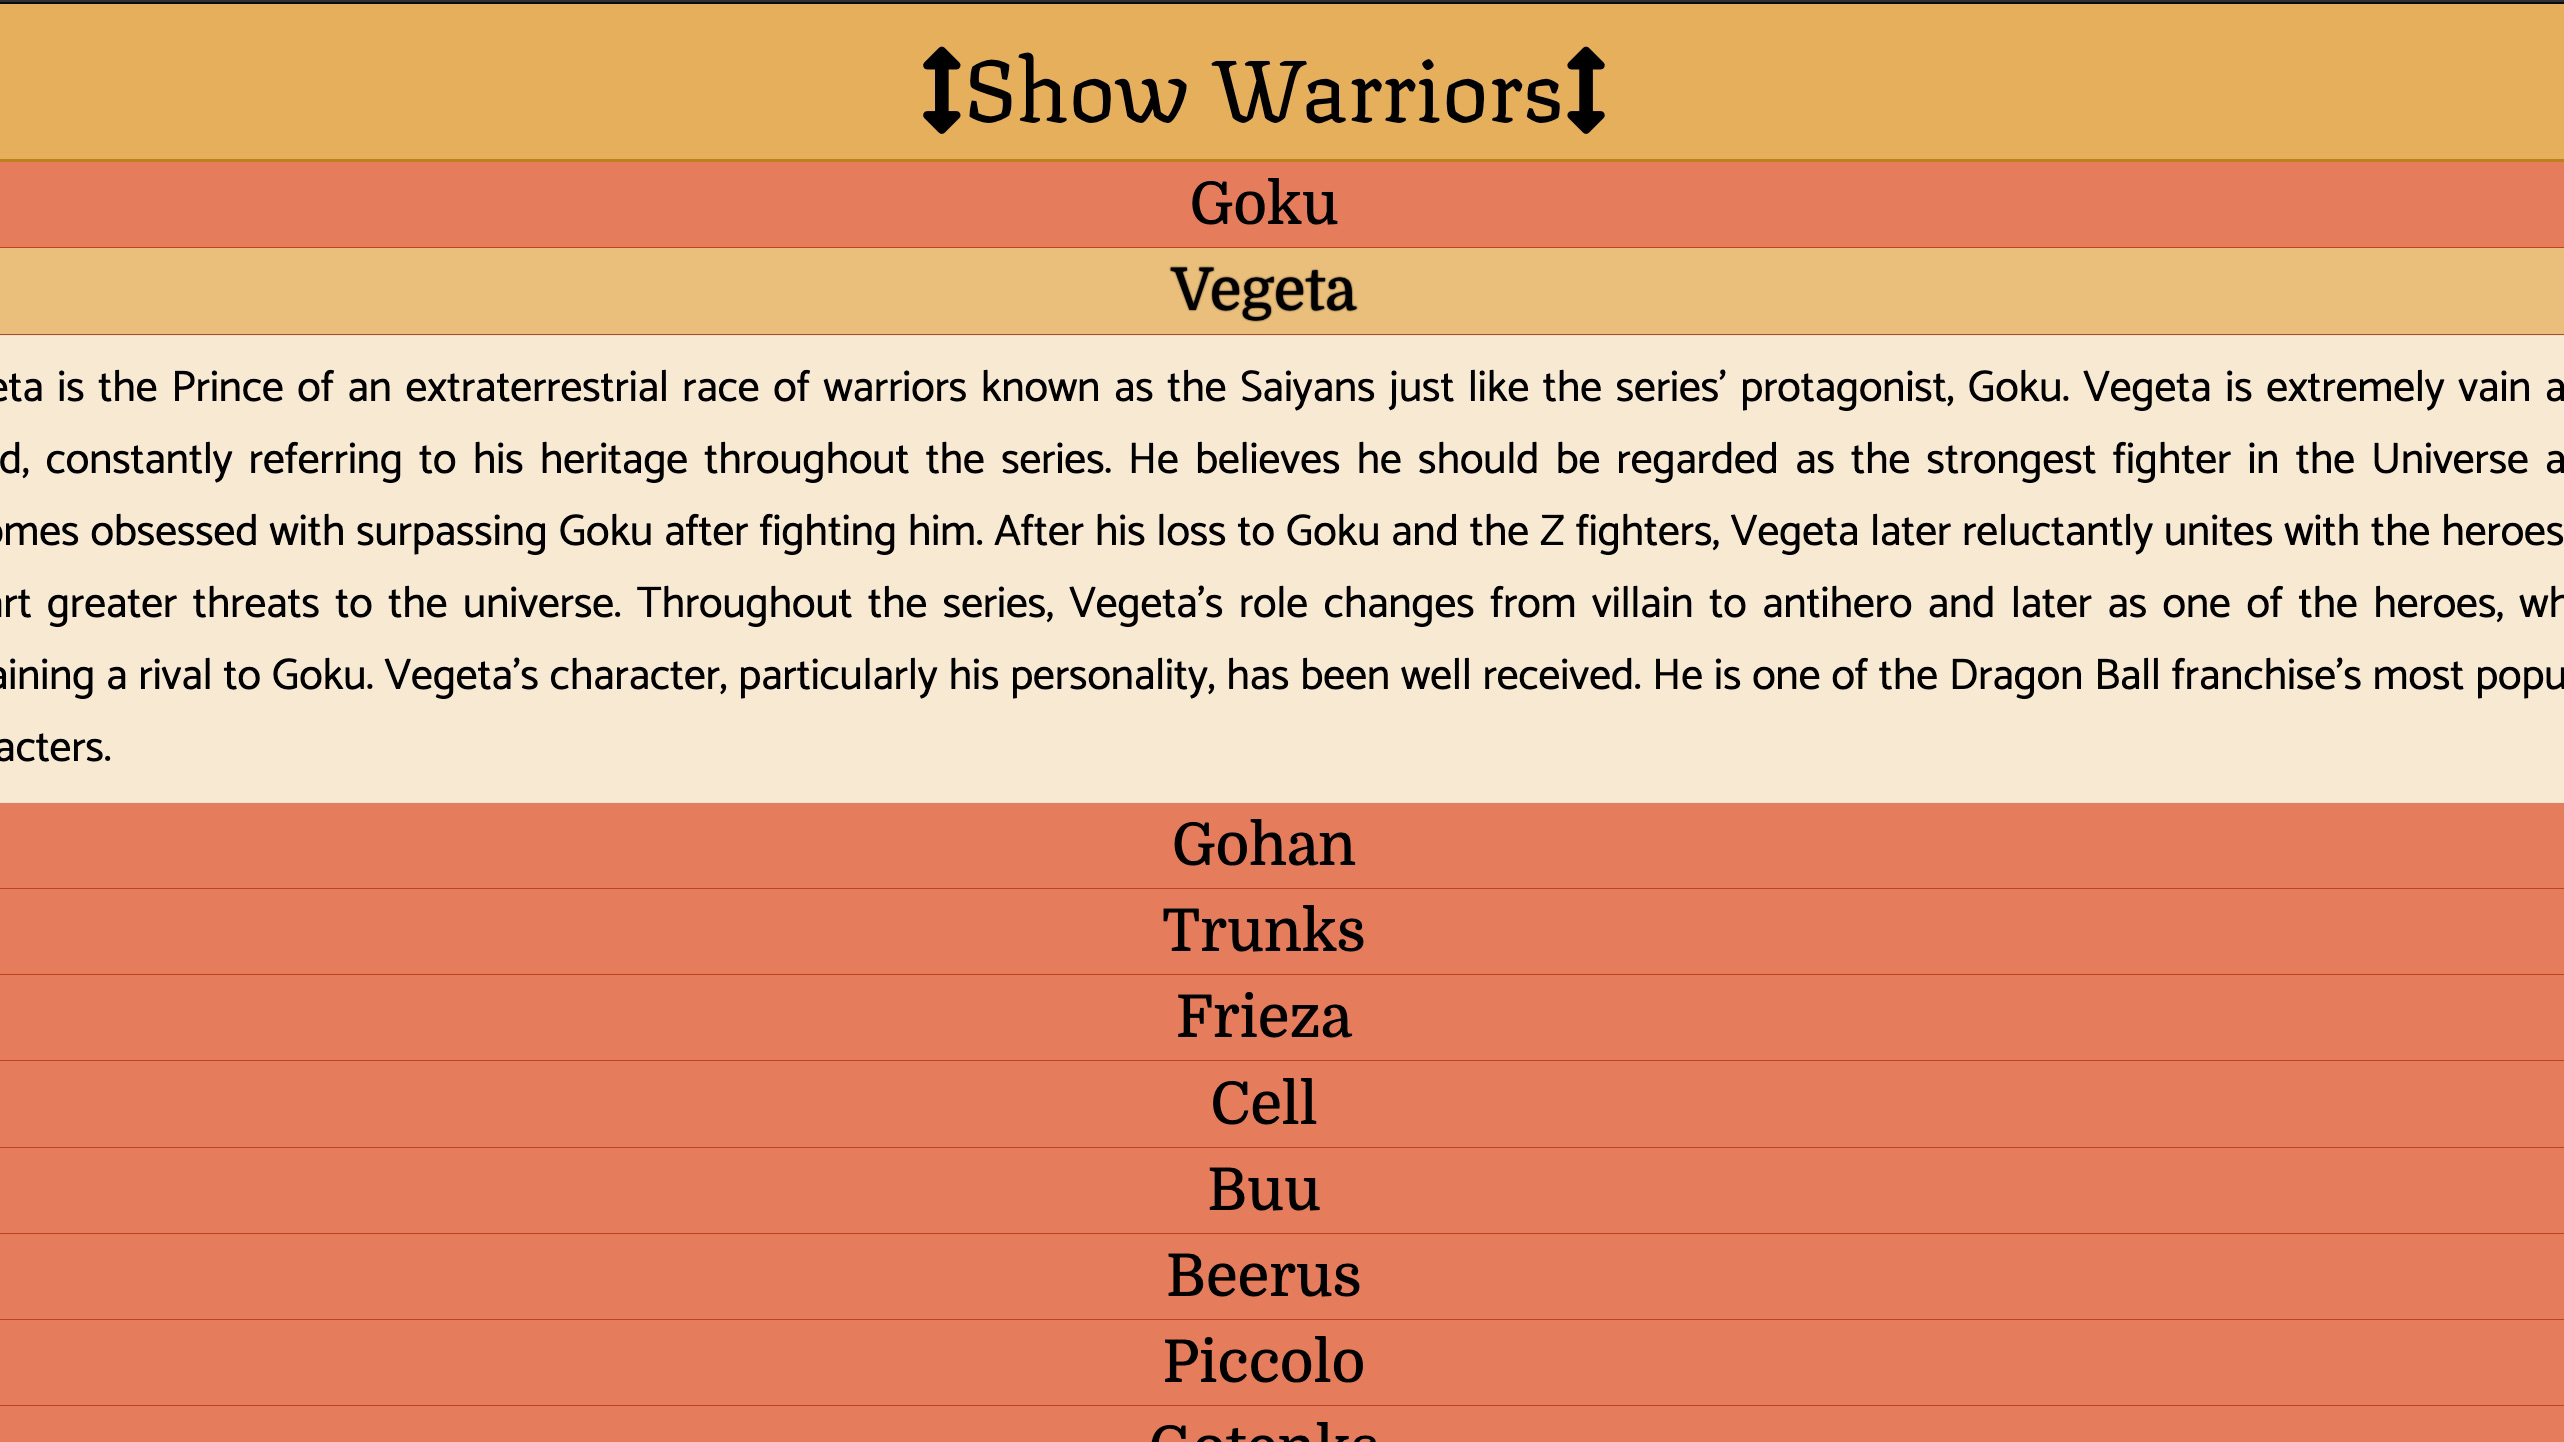 Show Warriors
Goku
Vegeta
eta is the Prince of an extraterrestrial race of warriors known as the Saiyans just like the series’ protagonist, Goku. Vegeta is extremely vain a
d, constantly referring to his heritage throughout the series. He believes he should be regarded as the strongest fighter in the Universe a
omes obsessed with surpassing Goku after fighting him. After his loss to Goku and the Z fighters, Vegeta later reluctantly unites with the heroes
art greater threats to the universe. Throughout the series, Vegeta’s role changes from villain to antihero and later as one of the heroes, wh
aining a rival to Goku. Vegeta’s character, particularly his personality, has been well received. He is one of the Dragon Ball franchise’s most popu
acters.
Gohan
Trunks
Frieza
Cell
Buu
Beerus
Piccolo
Gotenks